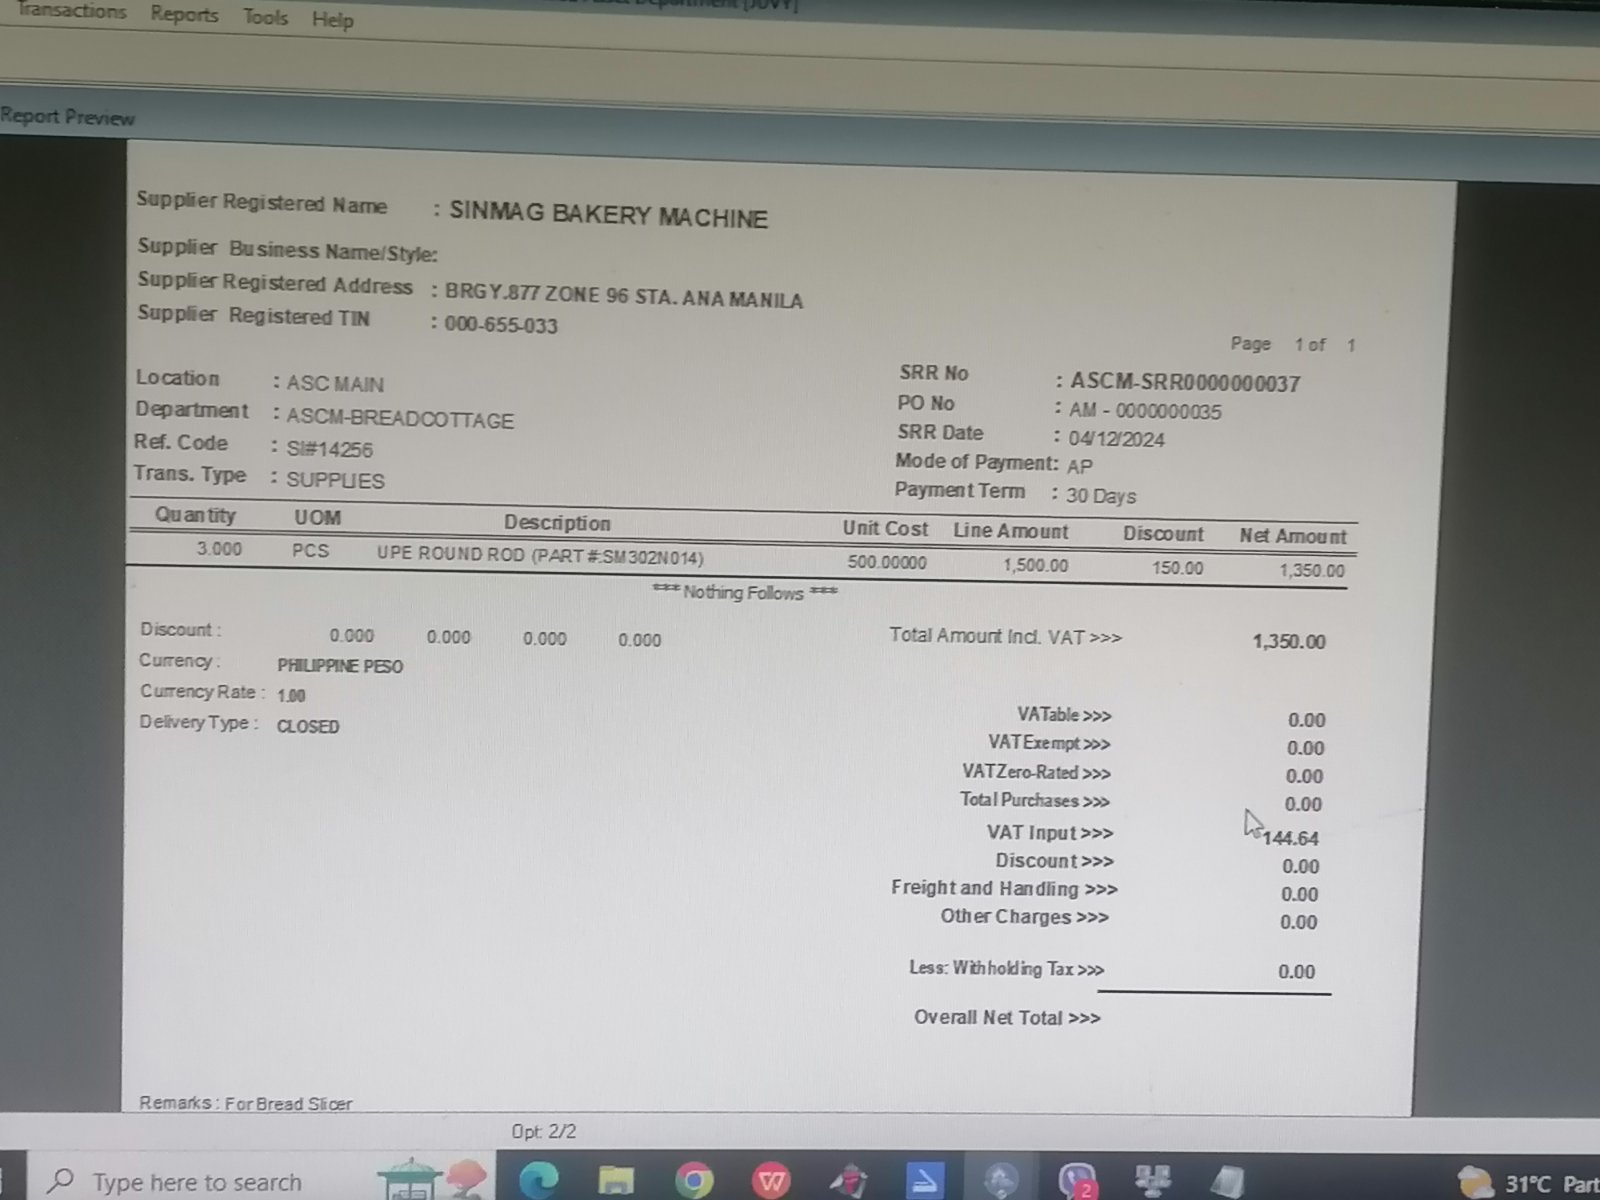 Transactions Reports Tools Help
Report Preview
Supplier Registered Name : SINMAG BAKERY MACHINE
Supplier Business Name/Style:
Supplier Registered Address : BRGY.877 ZONE 96 STA. ANA MANILA
Supplier Registered TIN : 000-655-033
Page 1 of 1
Location : ASC MAIN
SRR No : ASCM-SRR0000000037
Department : ASCM-BREADCOTTAGE
PO No : AM - 0000000035
Ref. Code : SI#14256
SRR Date : 04/12/2024
Trans. Type : SUPPLIES
Mode of Payment: AP
Payment Term : 30 Days
Quantity UOM Description Unit Cost Line Amount Discount Net Amount
3.000 PCS UPE ROUND ROD (PART #:SM302N014) 500.00000 1,500.00 150.00 1,350.00
*** Nothing Follows ***
Discount : 0.000 0.000 0.000 0.000
Total Amount Incl. VAT >>> 1,350.00
Currency : PHILIPPINE PESO
Currency Rate : 1.00
Delivery Type : CLOSED
VATable >>> 0.00
VAT Exempt >>> 0.00
VAT Zero-Rated >>> 0.00
Total Purchases >>> 0.00
VAT Input >>> 144.64
Discount >>> 0.00
Freight and Handling >>> 0.00
Other Charges >>> 0.00
Less: Withholding Tax >>> 0.00
Overall Net Total >>>
Remarks : For Bread Slicer
Opt: 2/2
Type here to search
2
31°C Part